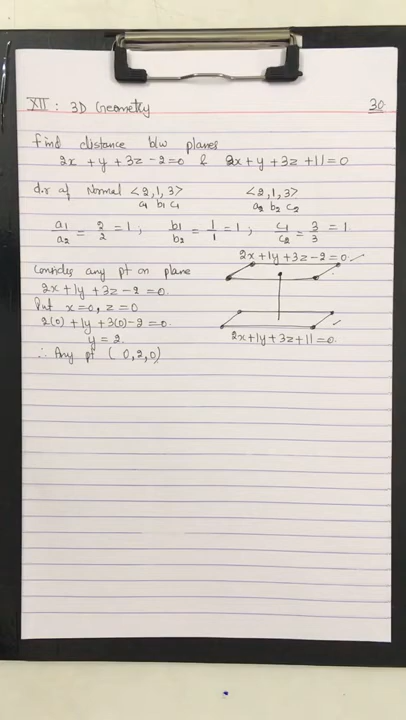 XII : 3D Geometry 30
Find distance b/w planes
2x + y + 3z - 2 = 0 & 2x + y + 3z + 11 = 0
d.r of Normal <2, 1, 3> <2, 1, 3>
a₁ b₁ c₁ a₂ b₂ c₂
a₁/a₂ = 2/2 = 1 ; b₁/b₂ = 1/1 = 1 ; c₁/c₂ = 3/3 = 1
2x + 1y + 3z - 2 = 0
Consider any pt on plane
2x + 1y + 3z - 2 = 0.
Put x = 0, z = 0
2(0) + 1y + 3(0) - 2 = 0.
y = 2.
2x + 1y + 3z + 11 = 0.
∴ Any pt (0, 2, 0)